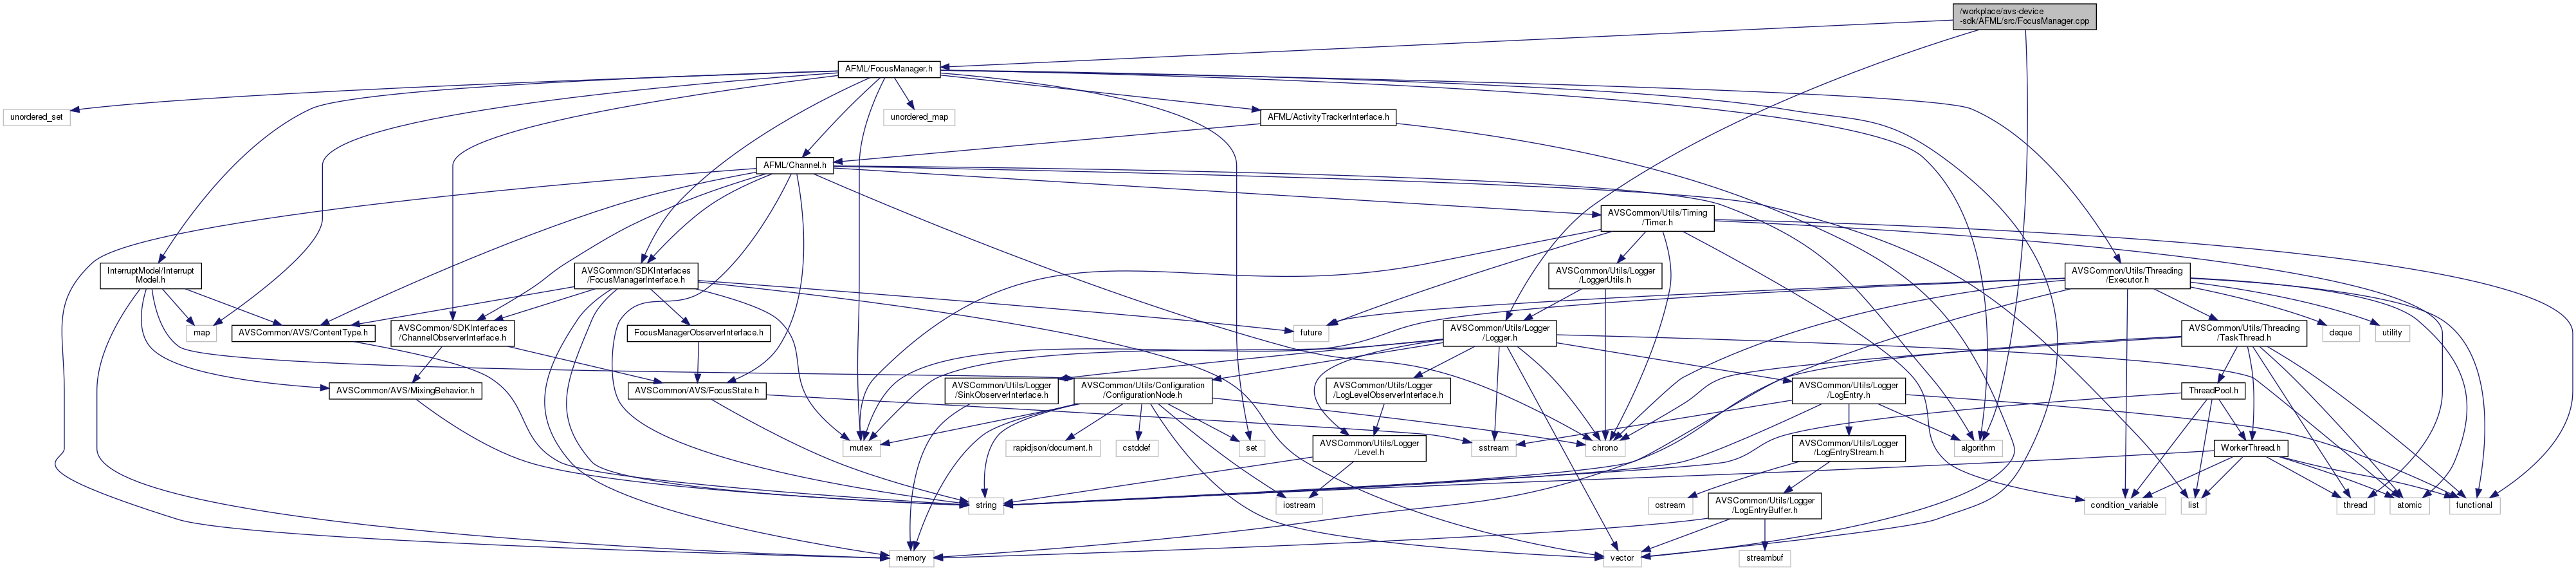 /workplace/avs-device
-sdk/AFML/src/FocusManager.cpp
AFML/FocusManager.h
unordered_set
unordered_map
AFML/ActivityTrackerInterface.h
AFML/Channel.h
AVSCommon/Utils/Timing
/Timer.h
InterruptModel/Interrupt
Model.h
AVSCommon/SDKInterfaces
/FocusManagerInterface.h
AVSCommon/Utils/Logger
/LoggerUtils.h
AVSCommon/Utils/Threading
/Executor.h
map
AVSCommon/AVS/ContentType.h
AVSCommon/SDKInterfaces
/ChannelObserverInterface.h
FocusManagerObserverInterface.h
future
AVSCommon/Utils/Logger
/Logger.h
AVSCommon/Utils/Threading
/TaskThread.h
deque
utility
AVSCommon/AVS/MixingBehavior.h
AVSCommon/AVS/FocusState.h
AVSCommon/Utils/Logger
/SinkObserverInterface.h
AVSCommon/Utils/Configuration
/ConfigurationNode.h
AVSCommon/Utils/Logger
/LogLevelObserverInterface.h
AVSCommon/Utils/Logger
/LogEntry.h
ThreadPool.h
mutex
rapidjson/document.h
cstddef
set
AVSCommon/Utils/Logger
/Level.h
sstream
chrono
AVSCommon/Utils/Logger
/LogEntryStream.h
algorithm
WorkerThread.h
string
iostream
ostream
AVSCommon/Utils/Logger
/LogEntryBuffer.h
condition_variable
list
thread
atomic
functional
memory
vector
streambuf